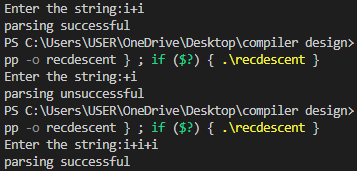 Enter the string:i+i
parsing successful
PS C:\Users\USER\OneDrive\Desktop\compiler design>
pp -o recdescent } ; if ($?) { .\recdescent }
Enter the string:+i
parsing unsuccessful
PS C:\Users\USER\OneDrive\Desktop\compiler design>
pp -o recdescent } ; if ($?) { .\recdescent }
Enter the string:i+i+i
parsing successful